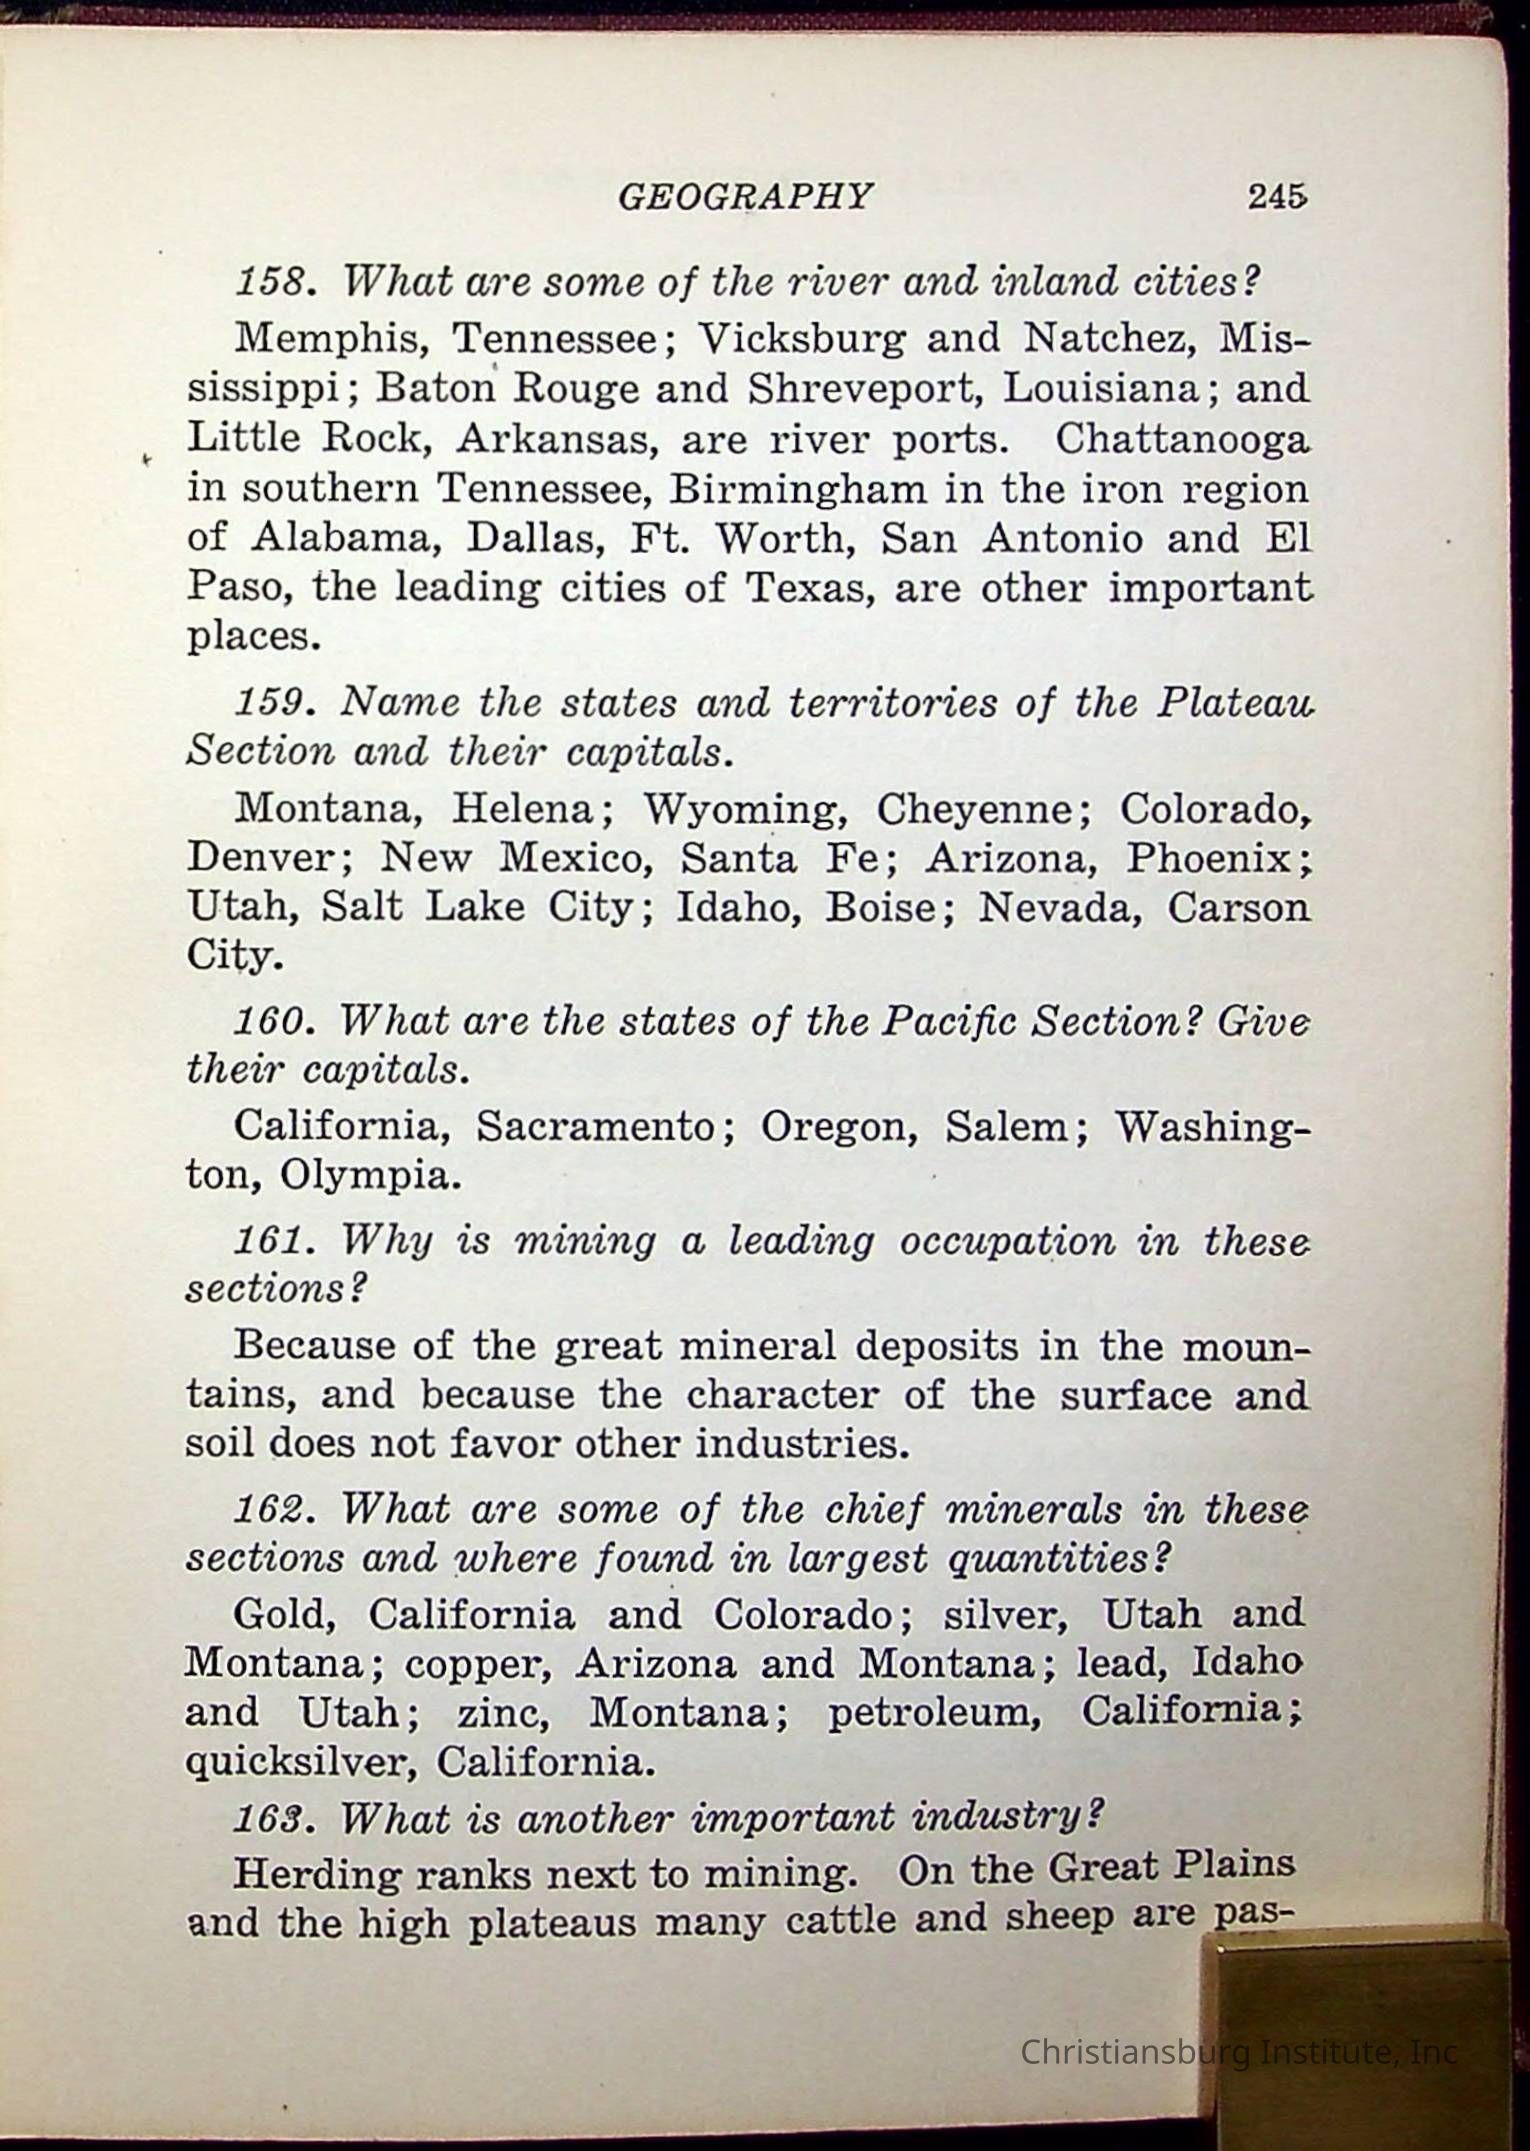 GEOGRAPHY 245
158. What are some of the river and inland cities?
Memphis, Tennessee; Vicksburg and Natchez, Mis-
sissippi; Baton Rouge and Shreveport, Louisiana; and
Little Rock, Arkansas, are river ports. Chattanooga
in southern Tennessee, Birmingham in the iron region
of Alabama, Dallas, Ft. Worth, San Antonio and El
Paso, the leading cities of Texas, are other important
places.
159. Name the states and territories of the Plateau
Section and their capitals.
Montana, Helena; Wyoming, Cheyenne; Colorado,
Denver; New Mexico, Santa Fe; Arizona, Phoenix;
Utah, Salt Lake City; Idaho, Boise; Nevada, Carson
City.
160. What are the states of the Pacific Section? Give
their capitals.
California, Sacramento; Oregon, Salem; Washing-
ton, Olympia.
161. Why is mining a leading occupation in these
sections?
Because of the great mineral deposits in the moun-
tains, and because the character of the surface and
soil does not favor other industries.
162. What are some of the chief minerals in these
sections and where found in largest quantities?
Gold, California and Colorado; silver, Utah and
Montana; copper, Arizona and Montana; lead, Idaho
and Utah; zinc, Montana; petroleum, California;
quicksilver, California.
163. What is another important industry?
Herding ranks next to mining. On the Great Plains
and the high plateaus many cattle and sheep are pas-
Christiansburg Institute, Inc